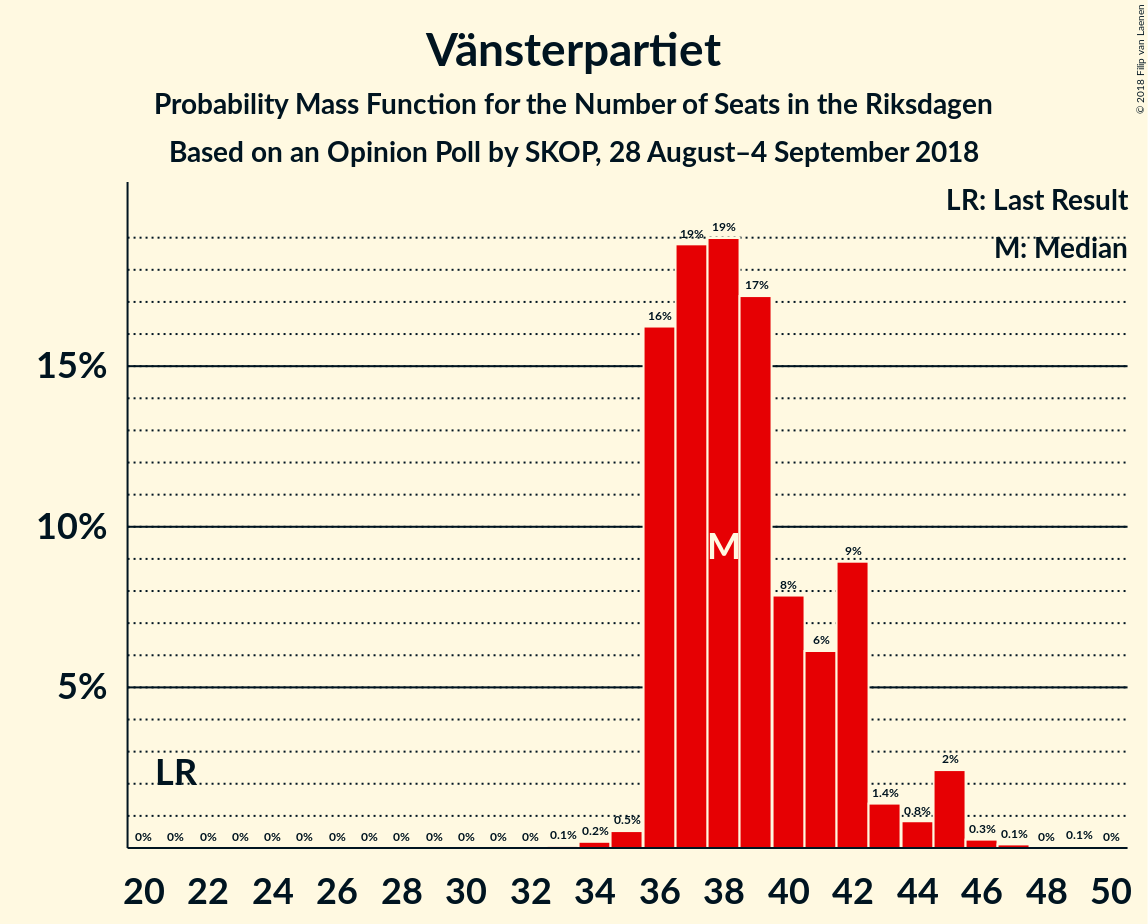 Vänsterpartiet
Probability Mass Function for the Number of Seats in the Riksdagen
Based on an Opinion Poll by SKOP, 28 August–4 September 2018
© 2018 Filip van Laenen
LR: Last Result
M: Median
15%
10%
5%
LR
M
0% 0% 0% 0% 0% 0% 0% 0% 0% 0% 0% 0% 0% 0.1% 0.2% 0.5% 16% 19% 19% 17% 8% 6% 9% 1.4% 0.8% 2% 0.3% 0.1% 0% 0.1% 0%
20 22 24 26 28 30 32 34 36 38 40 42 44 46 48 50